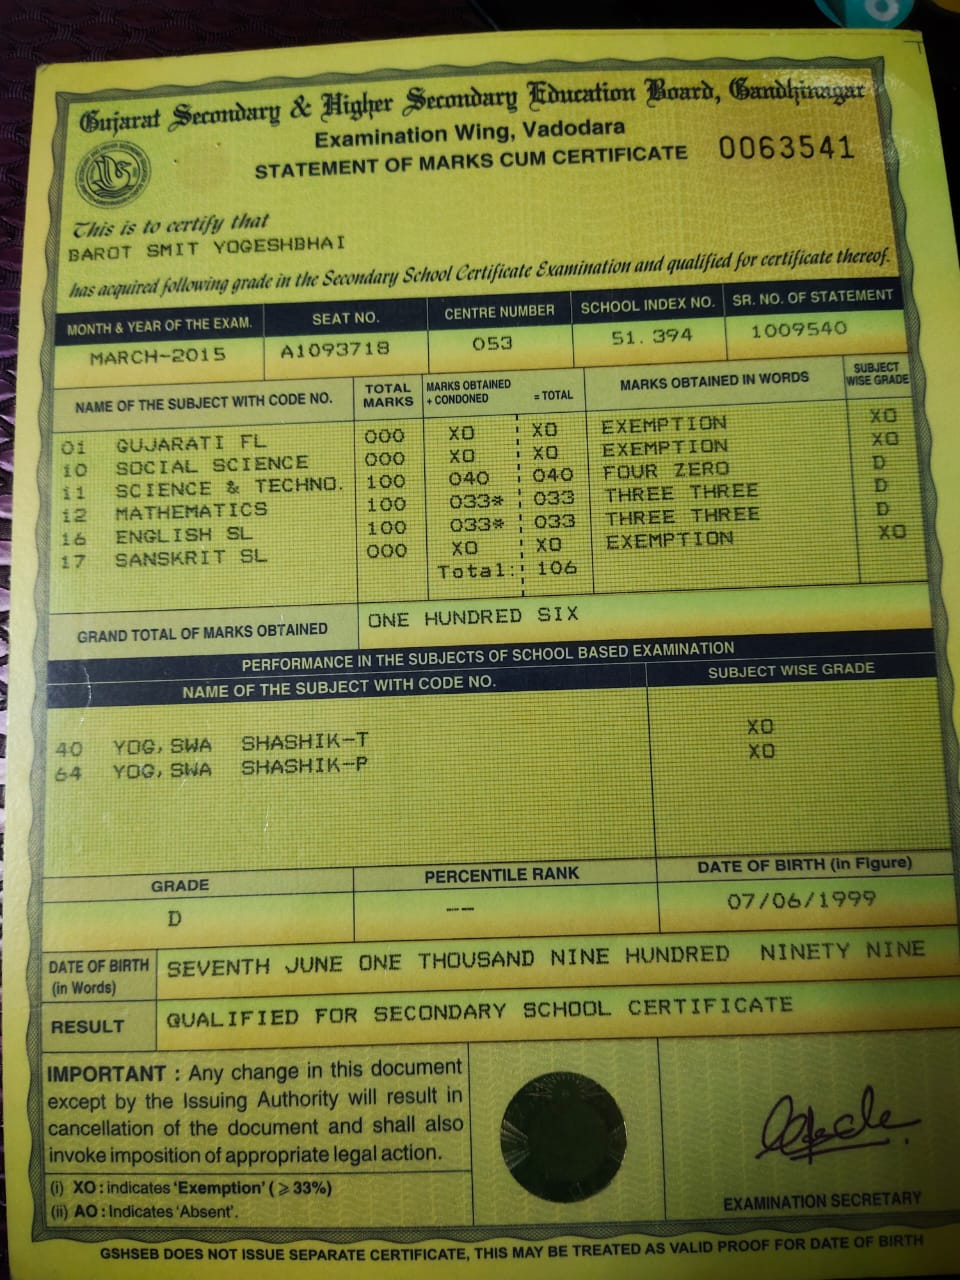 Gujarat Secondary & Higher Secondary Education Board, Gandhinagar
Examination Wing, Vadodara
STATEMENT OF MARKS CUM CERTIFICATE 0063541
This is to certify that
BAROT SMIT YOGESHBHAI
has acquired following grade in the Secondary School Certificate Examination and qualified for certificate thereof.
MONTH & YEAR OF THE EXAM. SEAT NO. CENTRE NUMBER SCHOOL INDEX NO. SR. NO. OF STATEMENT
MARCH-2015 A1093718 053 51.394 1009540
NAME OF THE SUBJECT WITH CODE NO. TOTAL MARKS MARKS OBTAINED + CONDONED = TOTAL MARKS OBTAINED IN WORDS SUBJECT WISE GRADE
01 GUJARATI FL 000 XO XO EXEMPTION XO
10 SOCIAL SCIENCE 000 XO XO EXEMPTION XO
11 SCIENCE & TECHNO. 100 040 040 FOUR ZERO D
12 MATHEMATICS 100 033* 033 THREE THREE D
16 ENGLISH SL 100 033* 033 THREE THREE D
17 SANSKRIT SL 000 XO XO EXEMPTION XO
Total: 106
GRAND TOTAL OF MARKS OBTAINED ONE HUNDRED SIX
PERFORMANCE IN THE SUBJECTS OF SCHOOL BASED EXAMINATION
NAME OF THE SUBJECT WITH CODE NO. SUBJECT WISE GRADE
40 YOG, SWA SHASHIK-T XO
64 YOG, SWA SHASHIK-P XO
GRADE PERCENTILE RANK DATE OF BIRTH (in Figure)
D --- 07/06/1999
DATE OF BIRTH (in Words) SEVENTH JUNE ONE THOUSAND NINE HUNDRED NINETY NINE
RESULT QUALIFIED FOR SECONDARY SCHOOL CERTIFICATE
IMPORTANT : Any change in this document
except by the Issuing Authority will result in
cancellation of the document and shall also
invoke imposition of appropriate legal action.
(i) XO : indicates 'Exemption' (⩾ 33%)
(ii) AO : Indicates 'Absent'.
EXAMINATION SECRETARY
GSHSEB DOES NOT ISSUE SEPARATE CERTIFICATE, THIS MAY BE TREATED AS VALID PROOF FOR DATE OF BIRTH